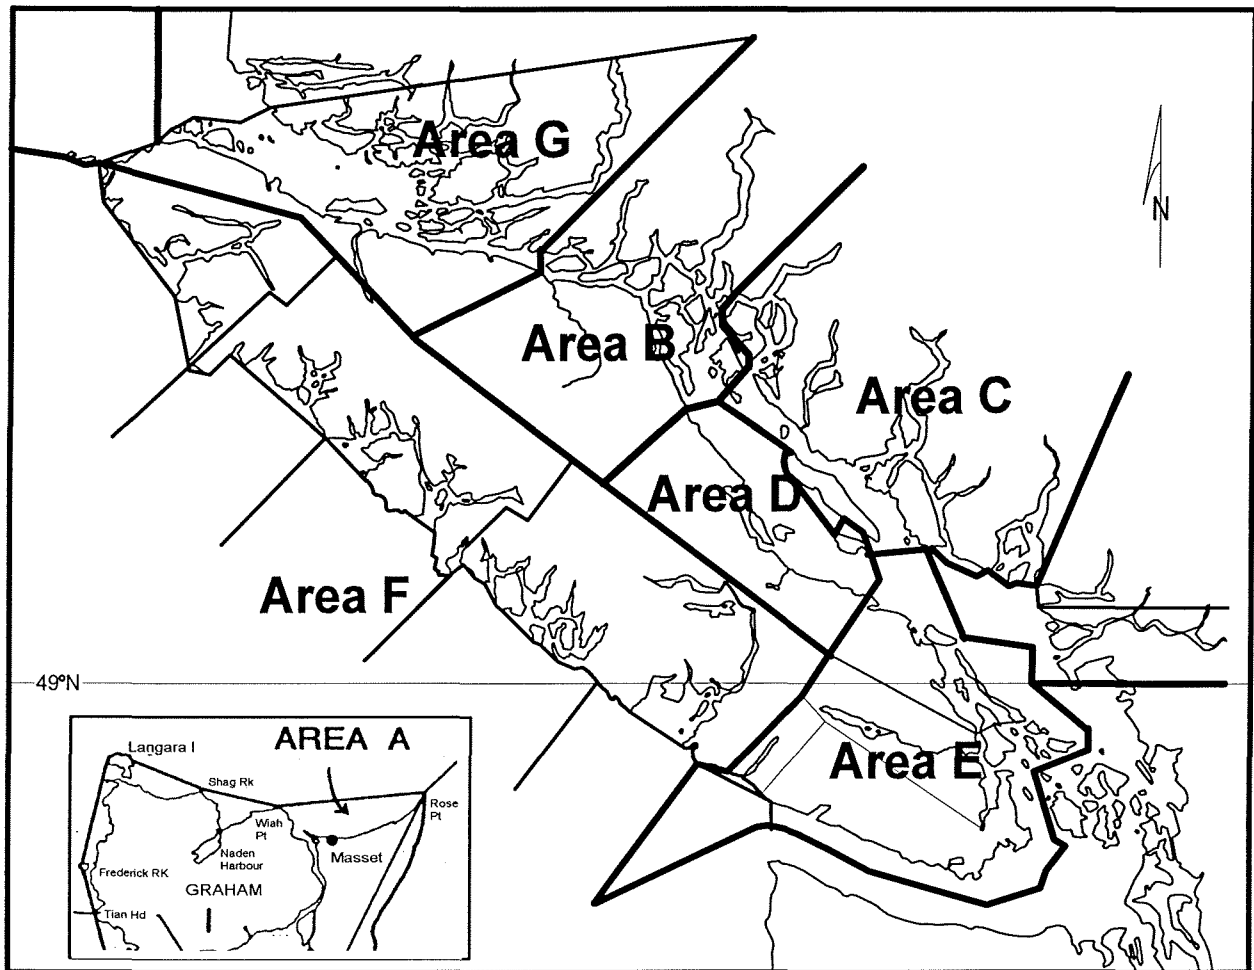 Area G
N
Area B
Area C
Area D
Area F
49°N
Area E
AREA A
Langara I
Shag Rk
Rose
Pt
Wiah
Pt
Masset
Naden
Harbour
Frederick RK
GRAHAM
I
Tian Hd